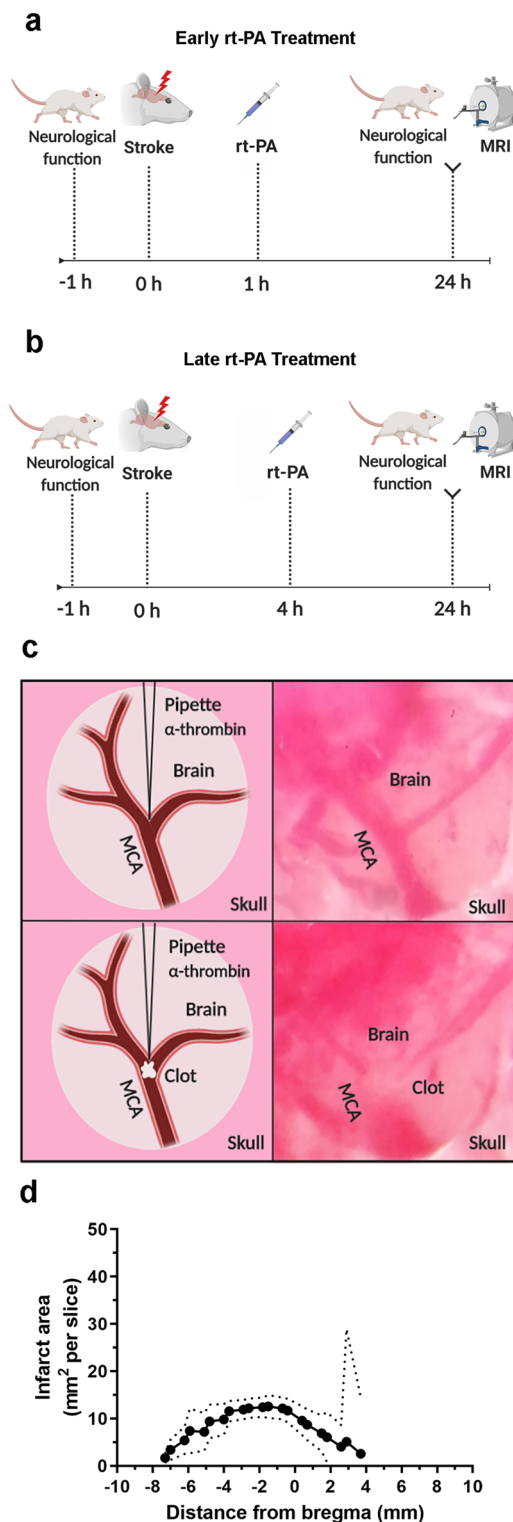 a
Early rt-PA Treatment
Neurological
function
Stroke
rt-PA
Neurological
function
MRI
-1 h
0 h
1 h
24 h
b
Late rt-PA Treatment
Neurological
function
Stroke
rt-PA
Neurological
function
MRI
-1 h
0 h
4 h
24 h
c
Pipette
α-thrombin
Brain
MCA
Skull
Brain
MCA
Skull
Pipette
α-thrombin
Brain
Clot
MCA
Skull
Brain
Clot
MCA
Skull
d
Infarct area
(mm² per slice)
50
40
30
20
10
0
-10 -8 -6 -4 -2 0 2 4 6 8 10
Distance from bregma (mm)